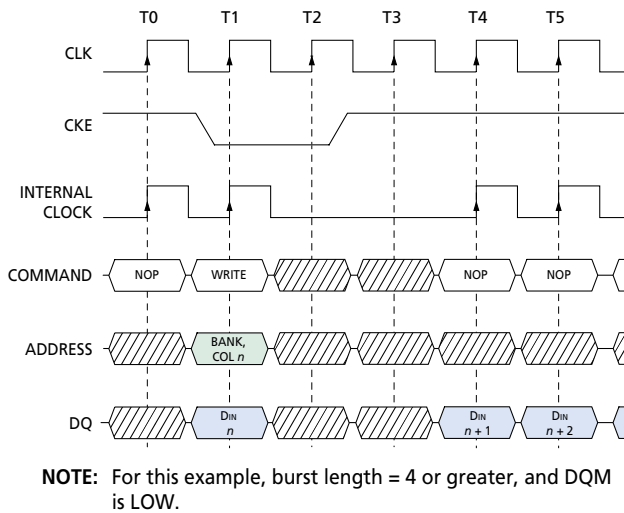 T0 T1 T2 T3 T4 T5
CLK
CKE
INTERNAL
CLOCK
COMMAND NOP WRITE NOP NOP
ADDRESS BANK,
COL n
DQ DIN
n DIN
n + 1 DIN
n + 2
NOTE: For this example, burst length = 4 or greater, and DQM
is LOW.